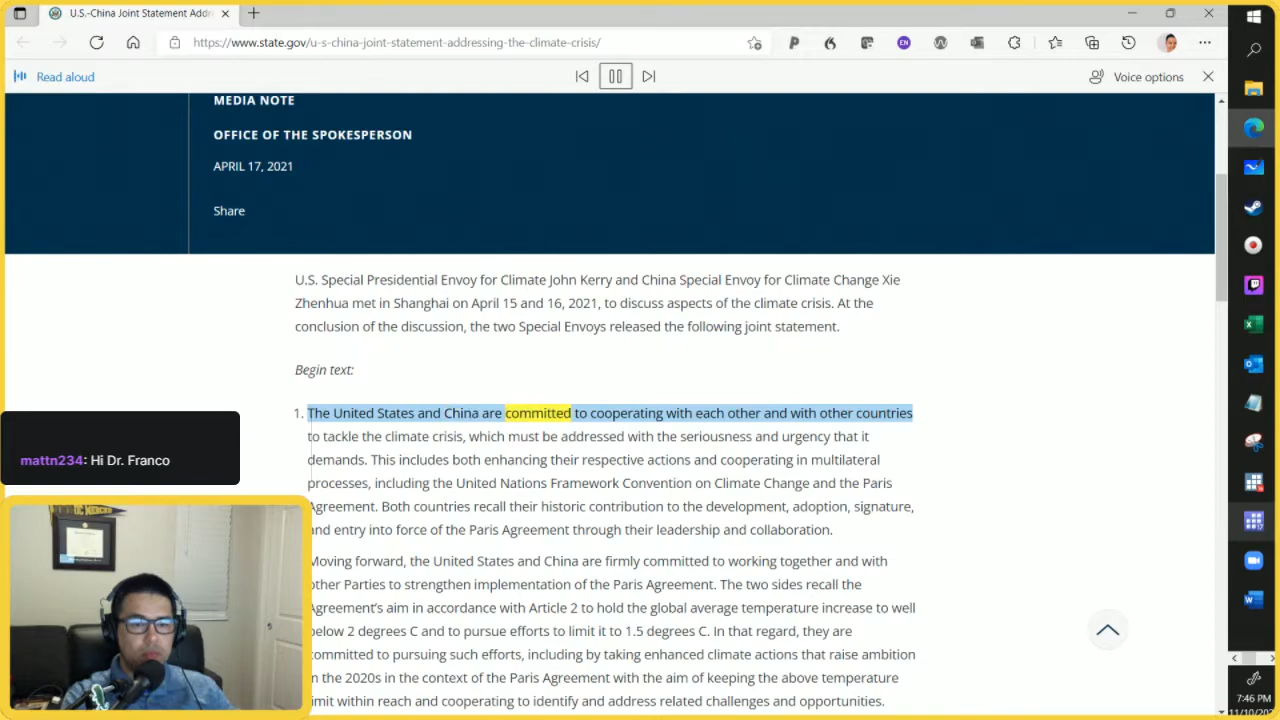 U.S.-China Joint Statement Addr
https://www.state.gov/u-s-china-joint-statement-addressing-the-climate-crisis/
EN
Read aloud
Voice options
MEDIA NOTE
OFFICE OF THE SPOKESPERSON
APRIL 17, 2021
Share
U.S. Special Presidential Envoy for Climate John Kerry and China Special Envoy for Climate Change Xie
Zhenhua met in Shanghai on April 15 and 16, 2021, to discuss aspects of the climate crisis. At the
conclusion of the discussion, the two Special Envoys released the following joint statement.
Begin text:
1. The United States and China are committed to cooperating with each other and with other countries
to tackle the climate crisis, which must be addressed with the seriousness and urgency that it
demands. This includes both enhancing their respective actions and cooperating in multilateral
processes, including the United Nations Framework Convention on Climate Change and the Paris
Agreement. Both countries recall their historic contribution to the development, adoption, signature,
and entry into force of the Paris Agreement through their leadership and collaboration.
Moving forward, the United States and China are firmly committed to working together and with
other Parties to strengthen implementation of the Paris Agreement. The two sides recall the
Agreement's aim in accordance with Article 2 to hold the global average temperature increase to well
below 2 degrees C and to pursue efforts to limit it to 1.5 degrees C. In that regard, they are
committed to pursuing such efforts, including by taking enhanced climate actions that raise ambition
in the 2020s in the context of the Paris Agreement with the aim of keeping the above temperature
limit within reach and cooperating to identify and address related challenges and opportunities.
mattn234: Hi Dr. Franco
7:46 PM
11/10/202